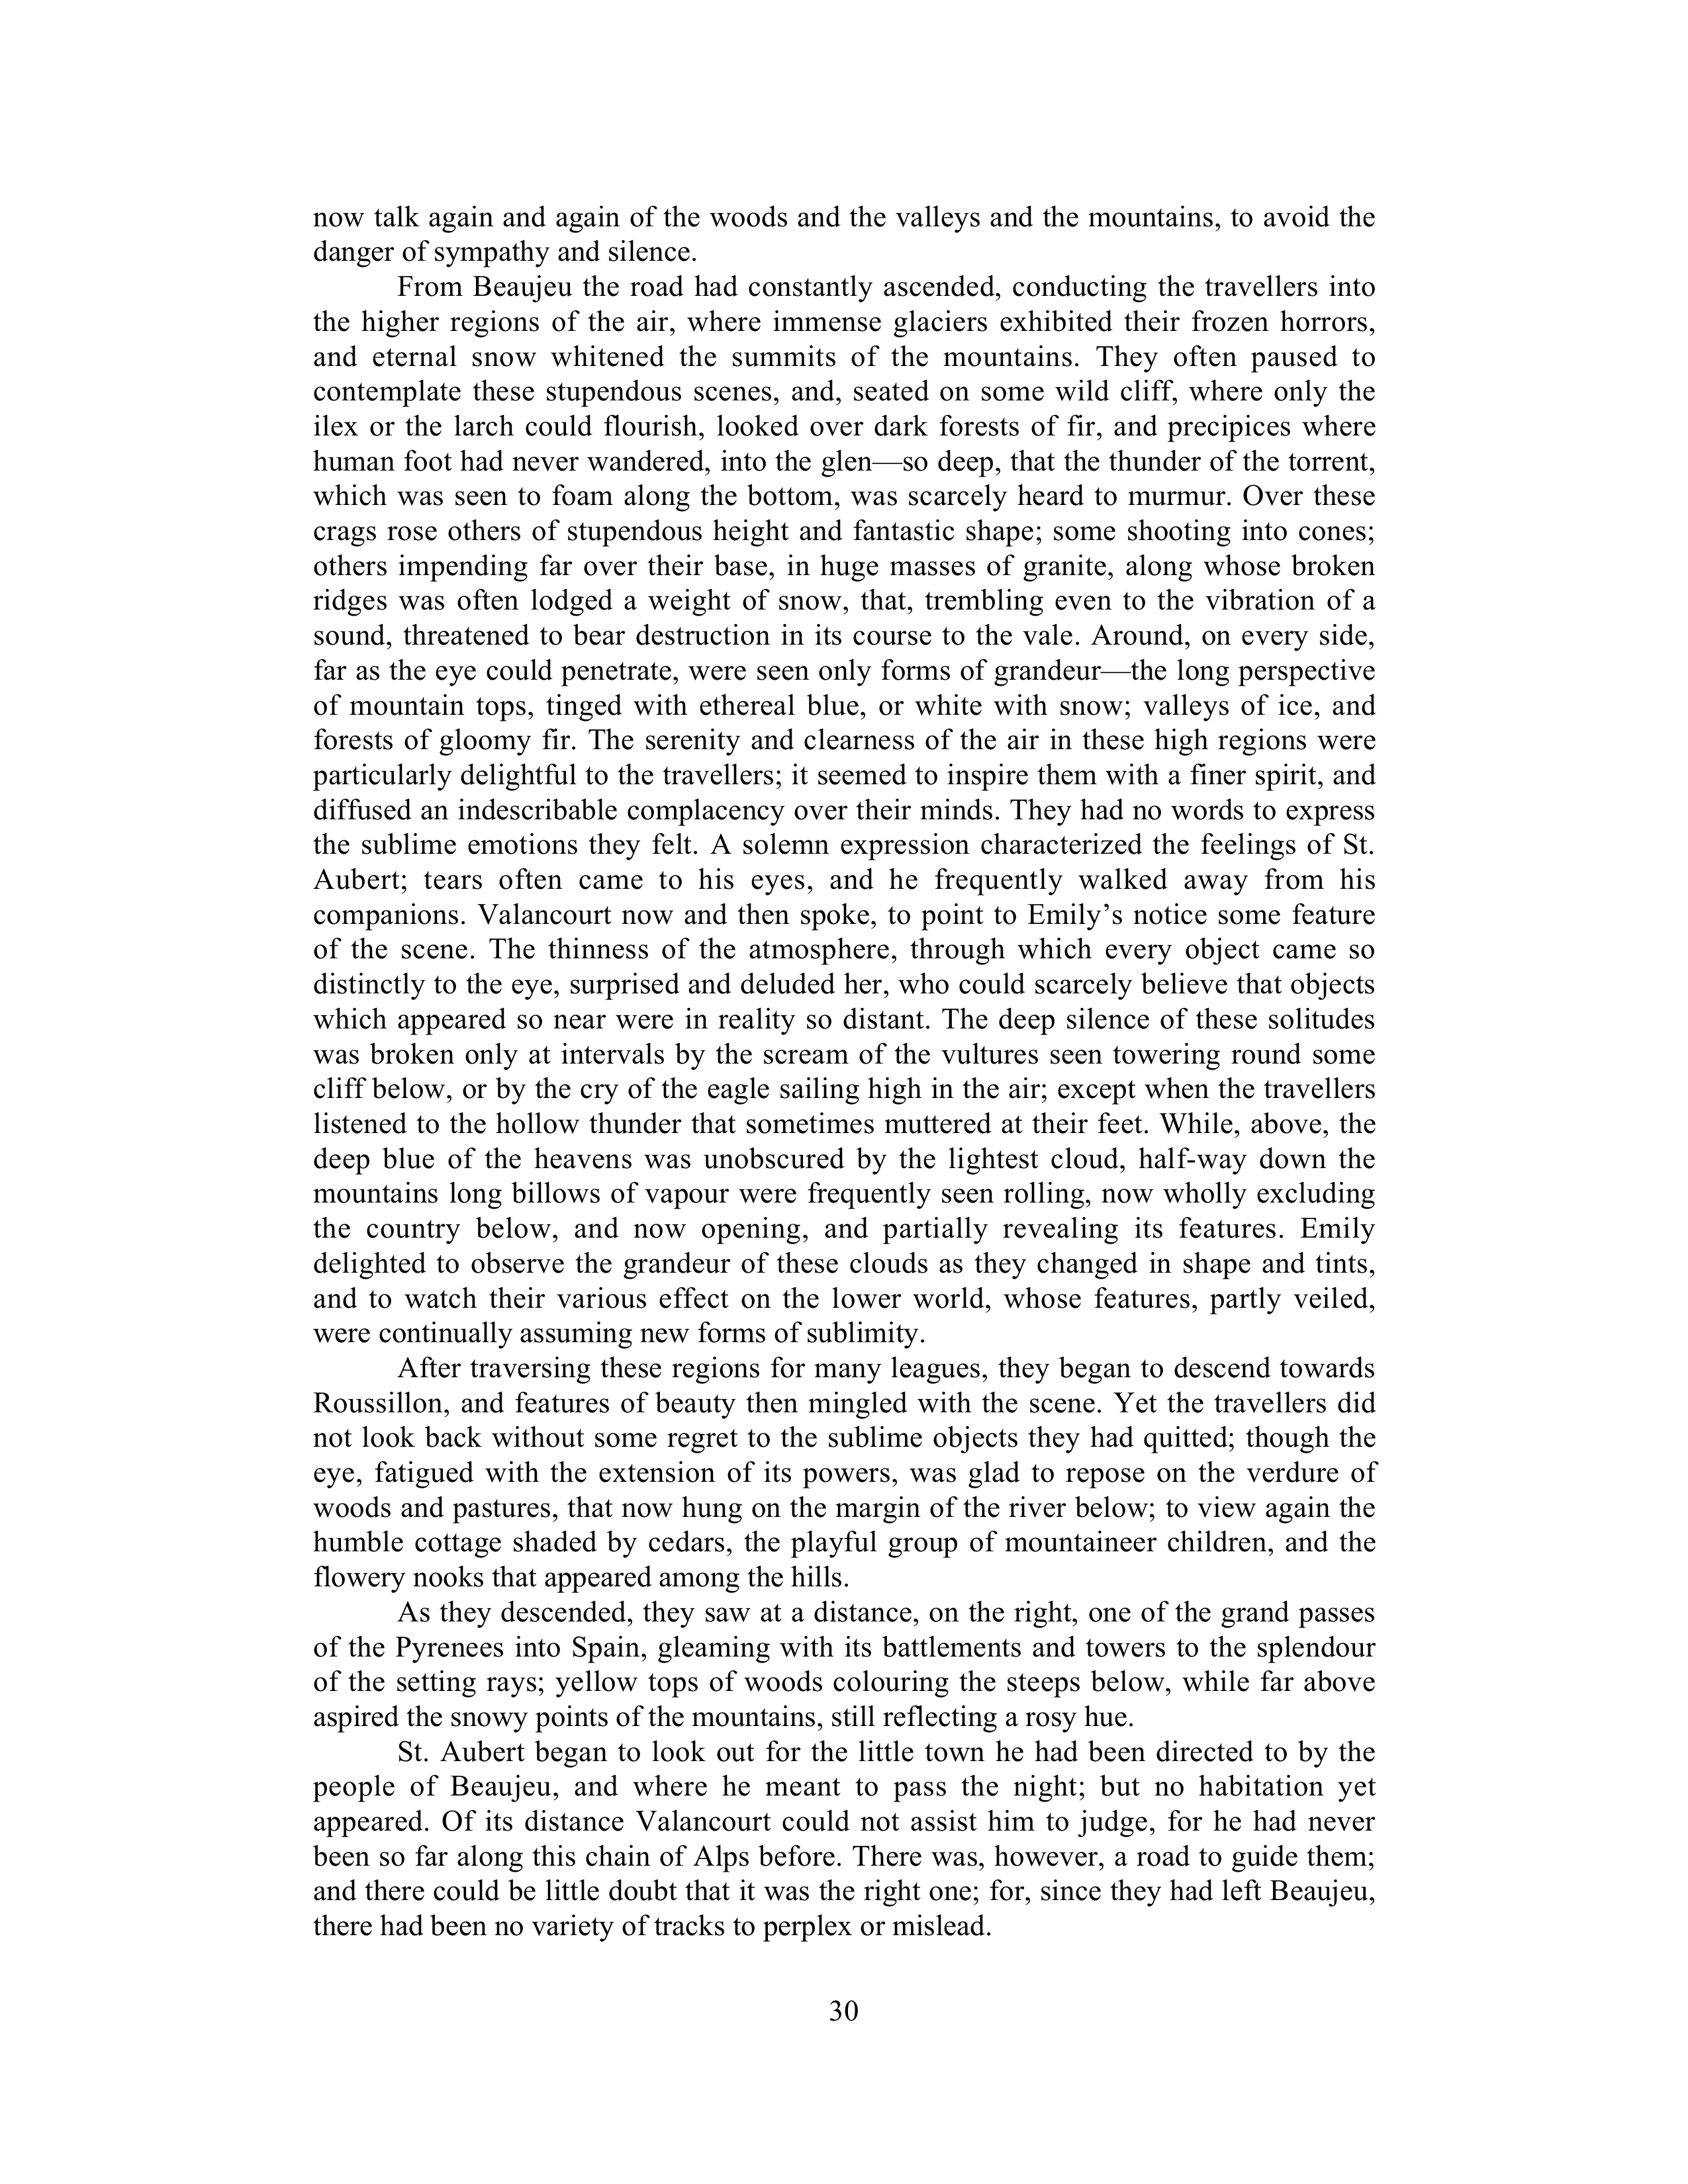 now talk again and again of the woods and the valleys and the mountains, to avoid the
danger of sympathy and silence.
From Beaujeu the road had constantly ascended, conducting the travellers into
the higher regions of the air, where immense glaciers exhibited their frozen horrors,
and eternal snow whitened the summits of the mountains. They often paused to
contemplate these stupendous scenes, and, seated on some wild cliff, where only the
ilex or the larch could flourish, looked over dark forests of fir, and precipices where
human foot had never wandered, into the glen—so deep, that the thunder of the torrent,
which was seen to foam along the bottom, was scarcely heard to murmur. Over these
crags rose others of stupendous height and fantastic shape; some shooting into cones;
others impending far over their base, in huge masses of granite, along whose broken
ridges was often lodged a weight of snow, that, trembling even to the vibration of a
sound, threatened to bear destruction in its course to the vale. Around, on every side,
far as the eye could penetrate, were seen only forms of grandeur—the long perspective
of mountain tops, tinged with ethereal blue, or white with snow; valleys of ice, and
forests of gloomy fir. The serenity and clearness of the air in these high regions were
particularly delightful to the travellers; it seemed to inspire them with a finer spirit, and
diffused an indescribable complacency over their minds. They had no words to express
the sublime emotions they felt. A solemn expression characterized the feelings of St.
Aubert; tears often came to his eyes, and he frequently walked away from his
companions. Valancourt now and then spoke, to point to Emily’s notice some feature
of the scene. The thinness of the atmosphere, through which every object came so
distinctly to the eye, surprised and deluded her, who could scarcely believe that objects
which appeared so near were in reality so distant. The deep silence of these solitudes
was broken only at intervals by the scream of the vultures seen towering round some
cliff below, or by the cry of the eagle sailing high in the air; except when the travellers
listened to the hollow thunder that sometimes muttered at their feet. While, above, the
deep blue of the heavens was unobscured by the lightest cloud, half-way down the
mountains long billows of vapour were frequently seen rolling, now wholly excluding
the country below, and now opening, and partially revealing its features. Emily
delighted to observe the grandeur of these clouds as they changed in shape and tints,
and to watch their various effect on the lower world, whose features, partly veiled,
were continually assuming new forms of sublimity.
After traversing these regions for many leagues, they began to descend towards
Roussillon, and features of beauty then mingled with the scene. Yet the travellers did
not look back without some regret to the sublime objects they had quitted; though the
eye, fatigued with the extension of its powers, was glad to repose on the verdure of
woods and pastures, that now hung on the margin of the river below; to view again the
humble cottage shaded by cedars, the playful group of mountaineer children, and the
flowery nooks that appeared among the hills.
As they descended, they saw at a distance, on the right, one of the grand passes
of the Pyrenees into Spain, gleaming with its battlements and towers to the splendour
of the setting rays; yellow tops of woods colouring the steeps below, while far above
aspired the snowy points of the mountains, still reflecting a rosy hue.
St. Aubert began to look out for the little town he had been directed to by the
people of Beaujeu, and where he meant to pass the night; but no habitation yet
appeared. Of its distance Valancourt could not assist him to judge, for he had never
been so far along this chain of Alps before. There was, however, a road to guide them;
and there could be little doubt that it was the right one; for, since they had left Beaujeu,
there had been no variety of tracks to perplex or mislead.
30